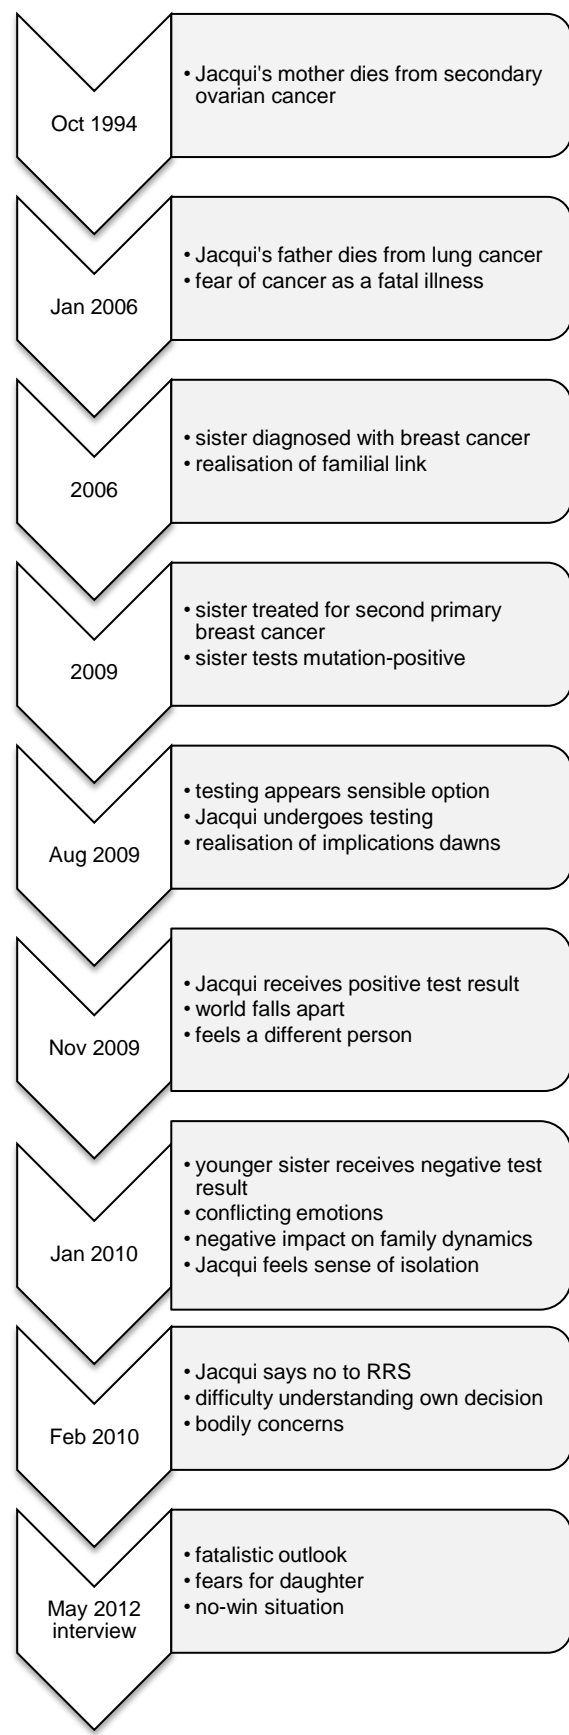 Oct 1994
• Jacqui's mother dies from secondary
ovarian cancer
Jan 2006
• Jacqui's father dies from lung cancer
• fear of cancer as a fatal illness
2006
• sister diagnosed with breast cancer
• realisation of familial link
2009
• sister treated for second primary
breast cancer
• sister tests mutation-positive
Aug 2009
• testing appears sensible option
• Jacqui undergoes testing
• realisation of implications dawns
Nov 2009
• Jacqui receives positive test result
• world falls apart
• feels a different person
Jan 2010
• younger sister receives negative test
result
• conflicting emotions
• negative impact on family dynamics
• Jacqui feels sense of isolation
Feb 2010
• Jacqui says no to RRS
• difficulty understanding own decision
• bodily concerns
May 2012
interview
• fatalistic outlook
• fears for daughter
• no-win situation